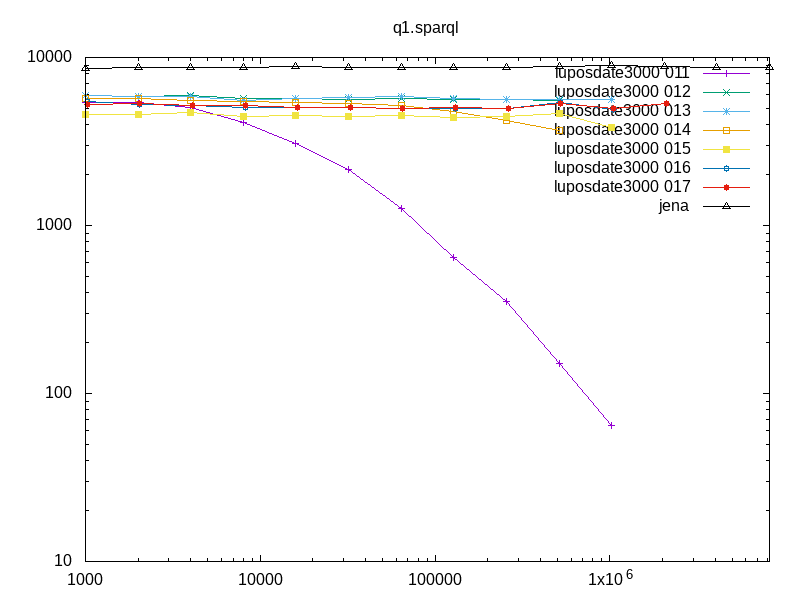 q1.sparql
10000
luposdate3000 011
luposdate3000 012
luposdate3000 013
luposdate3000 014
luposdate3000 015
luposdate3000 016
luposdate3000 017
jena
1000
100
10
1000 10000 100000 1x10^6